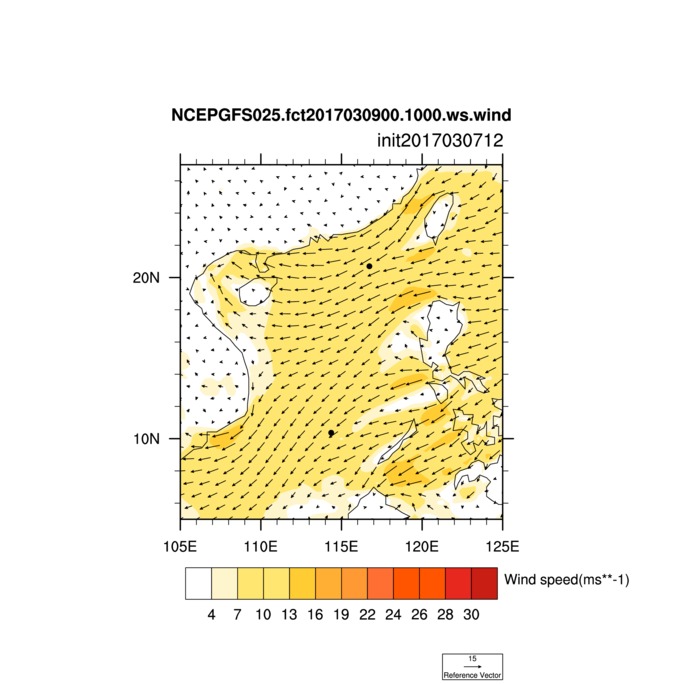 NCEPGFS025.fct2017030900.1000.ws.wind
init2017030712
20N
10N
105E 110E 115E 120E 125E
Wind speed(ms**-1)
4 7 10 13 16 19 22 24 26 28 30
15
Reference Vector